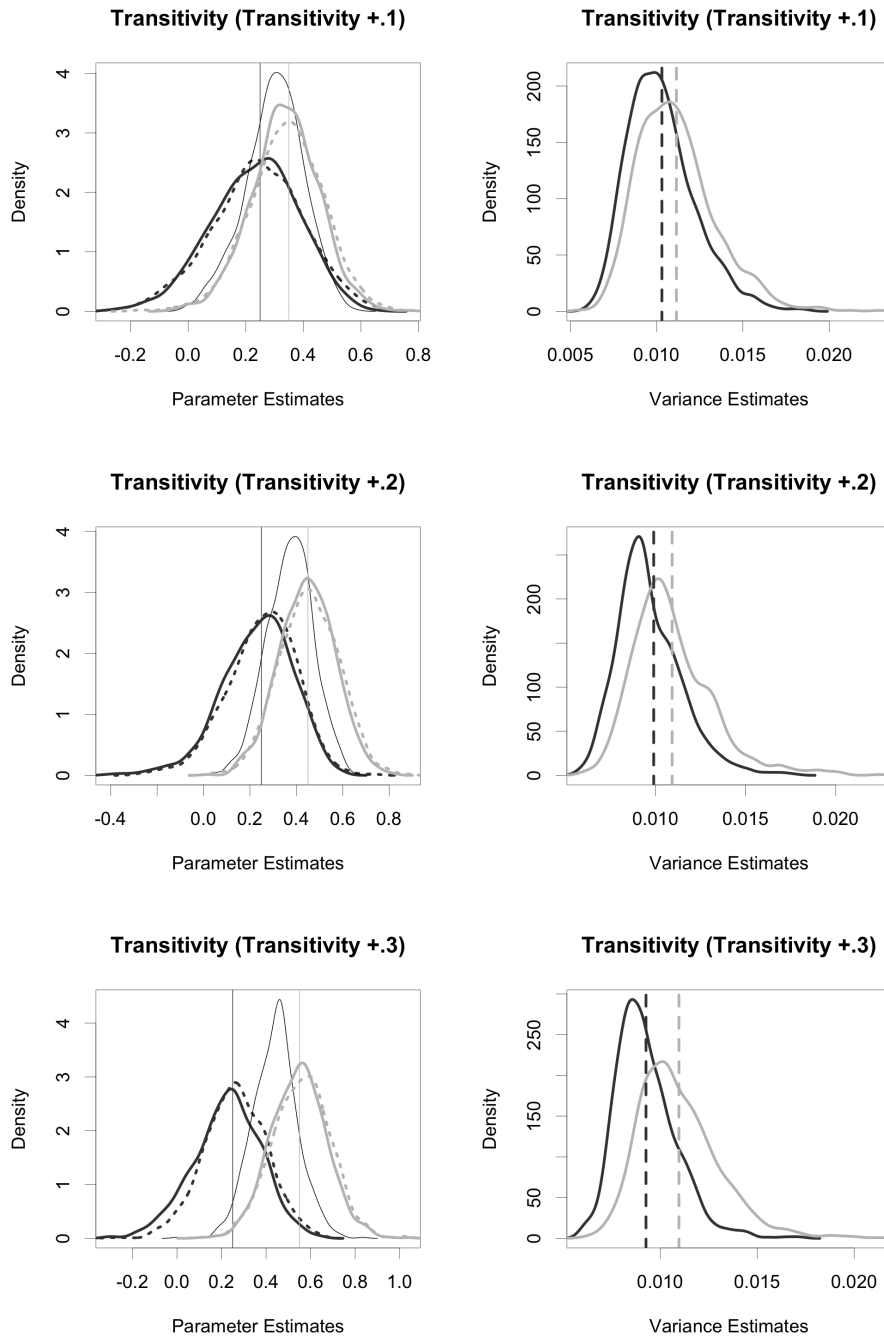 Transitivity (Transitivity +.1)
Density
0 1 2 3 4
-0.2 0.0 0.2 0.4 0.6 0.8
Parameter Estimates
Transitivity (Transitivity +.1)
Density
0 50 100 150 200
0.005 0.010 0.015 0.020
Variance Estimates
Transitivity (Transitivity +.2)
Density
0 1 2 3 4
-0.4 0.0 0.2 0.4 0.6 0.8
Parameter Estimates
Transitivity (Transitivity +.2)
Density
0 50 100 200
0.010 0.015 0.020
Variance Estimates
Transitivity (Transitivity +.3)
Density
0 1 2 3 4
-0.2 0.0 0.2 0.4 0.6 0.8 1.0
Parameter Estimates
Transitivity (Transitivity +.3)
Density
0 50 150 250
0.010 0.015 0.020
Variance Estimates